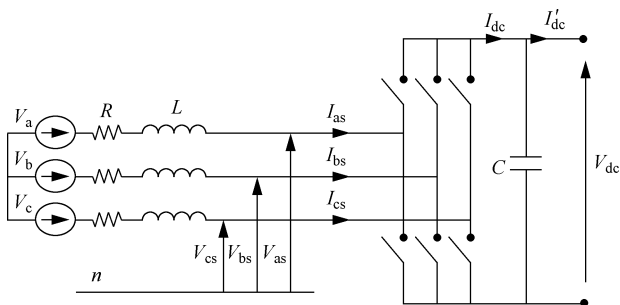 I_dc I'_dc
V_a R L I_as
V_b I_bs
V_c I_cs
C V_dc
V_cs V_bs V_as
n